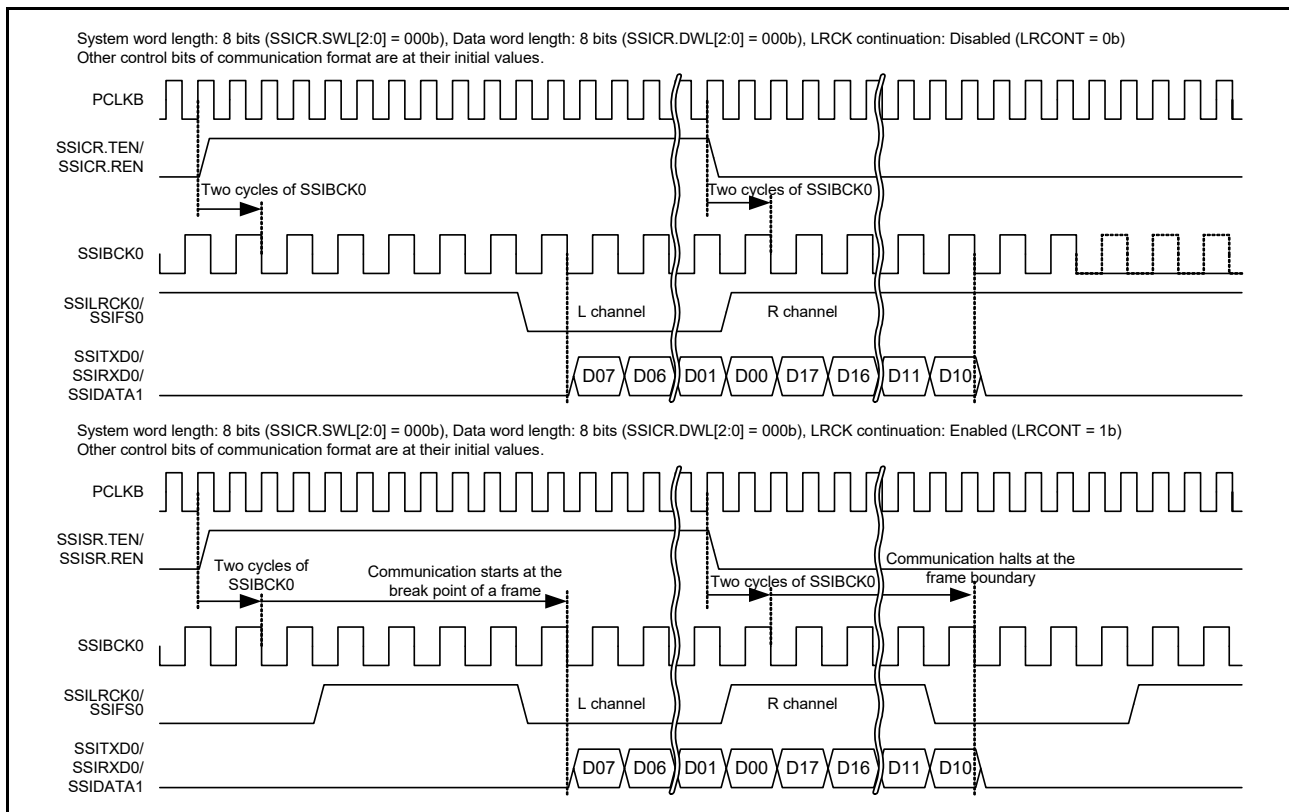 System word length: 8 bits (SSICR.SWL[2:0] = 000b), Data word length: 8 bits (SSICR.DWL[2:0] = 000b), LRCK continuation: Disabled (LRCONT = 0b)
Other control bits of communication format are at their initial values.
PCLKB
SSICR.TEN/
SSICR.REN
Two cycles of SSIBCK0
Two cycles of SSIBCK0
SSIBCK0
SSILRCK0/
SSIFS0
L channel
R channel
SSITXD0/
SSIRXD0/
SSIDATA1
D07 D06 D01 D00 D17 D16 D11 D10
System word length: 8 bits (SSICR.SWL[2:0] = 000b), Data word length: 8 bits (SSICR.DWL[2:0] = 000b), LRCK continuation: Enabled (LRCONT = 1b)
Other control bits of communication format are at their initial values.
PCLKB
SSISR.TEN/
SSISR.REN
Two cycles of
SSIBCK0
Communication starts at the
break point of a frame
Two cycles of SSIBCK0
Communication halts at the
frame boundary
SSIBCK0
SSILRCK0/
SSIFS0
L channel
R channel
SSITXD0/
SSIRXD0/
SSIDATA1
D07 D06 D01 D00 D17 D16 D11 D10